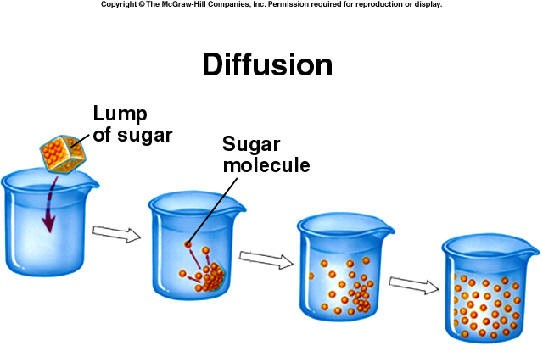 Copyright © The McGraw-Hill Companies, Inc. Permission required for reproduction or display.
Diffusion
Lump
of sugar
Sugar
molecule